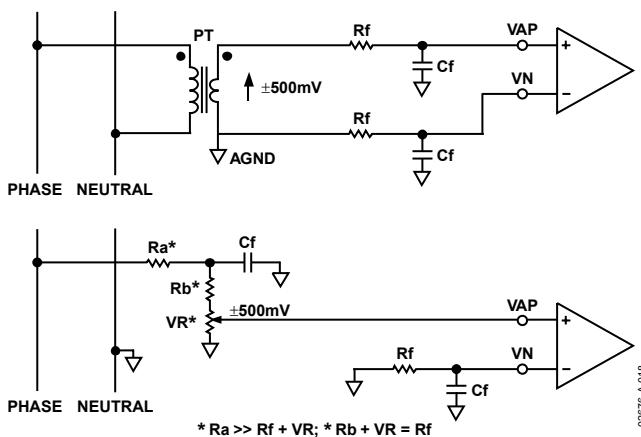 PT
Rf
VAP
Cf
±500mV
VN
Rf
Cf
AGND
PHASE NEUTRAL
Ra*
Cf
Rb*
±500mV
VR*
VAP
Rf
VN
Cf
PHASE NEUTRAL
* Ra >> Rf + VR; * Rb + VR = Rf